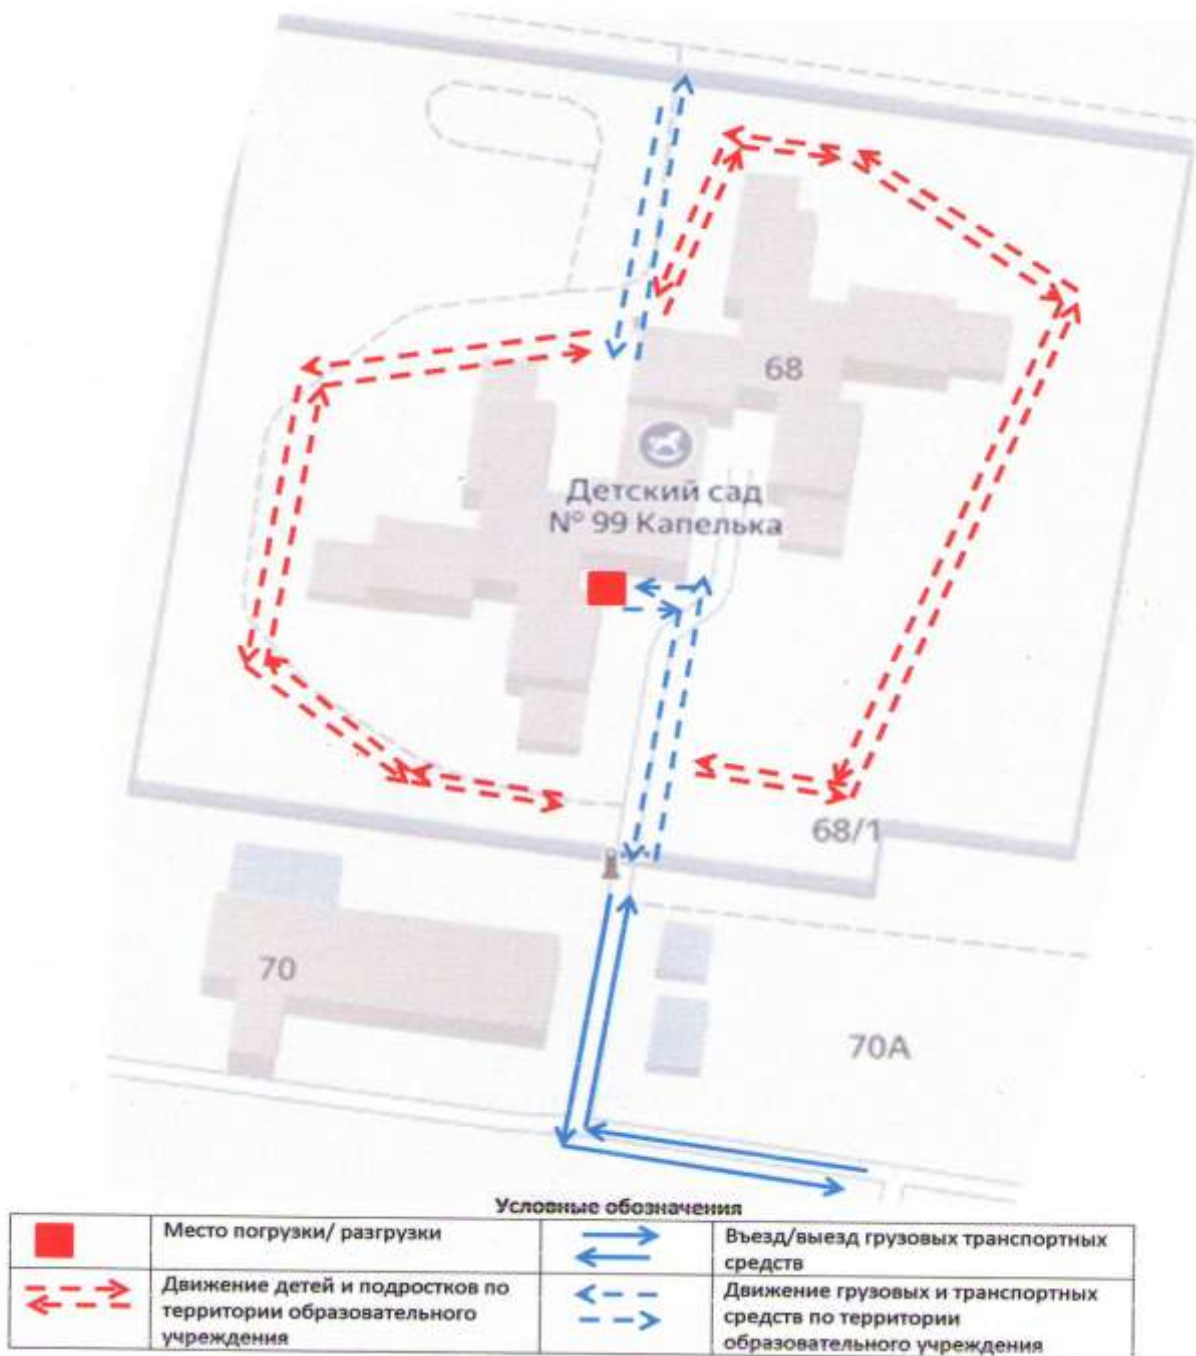 68
Детский сад
№ 99 Капелька
68/1
70
70А
Условные обозначения
Место погрузки/ разгрузки
Въезд/выезд грузовых транспортных
средств
Движение детей и подростков по
территории образовательного
учреждения
Движение грузовых и транспортных
средств по территории
образовательного учреждения